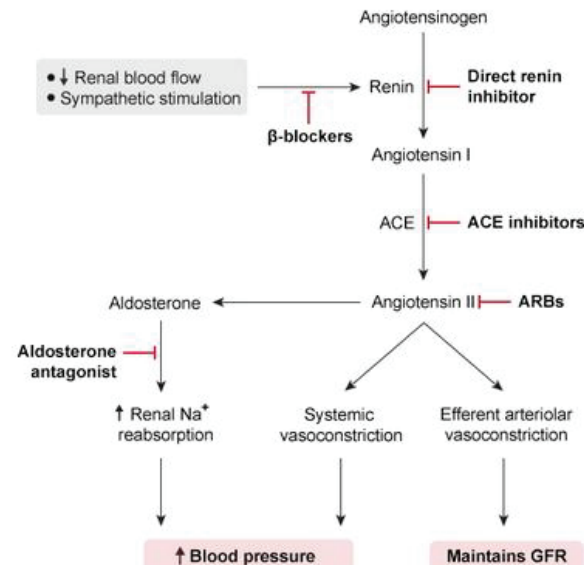 Angiotensinogen
• ↓ Renal blood flow
• Sympathetic stimulation
Renin
Direct renin
inhibitor
β-blockers
Angiotensin I
ACE
ACE inhibitors
Aldosterone
Angiotensin II
ARBs
Aldosterone
antagonist
↑ Renal Na⁺
reabsorption
Systemic
vasoconstriction
Efferent arteriolar
vasoconstriction
↑ Blood pressure
Maintains GFR